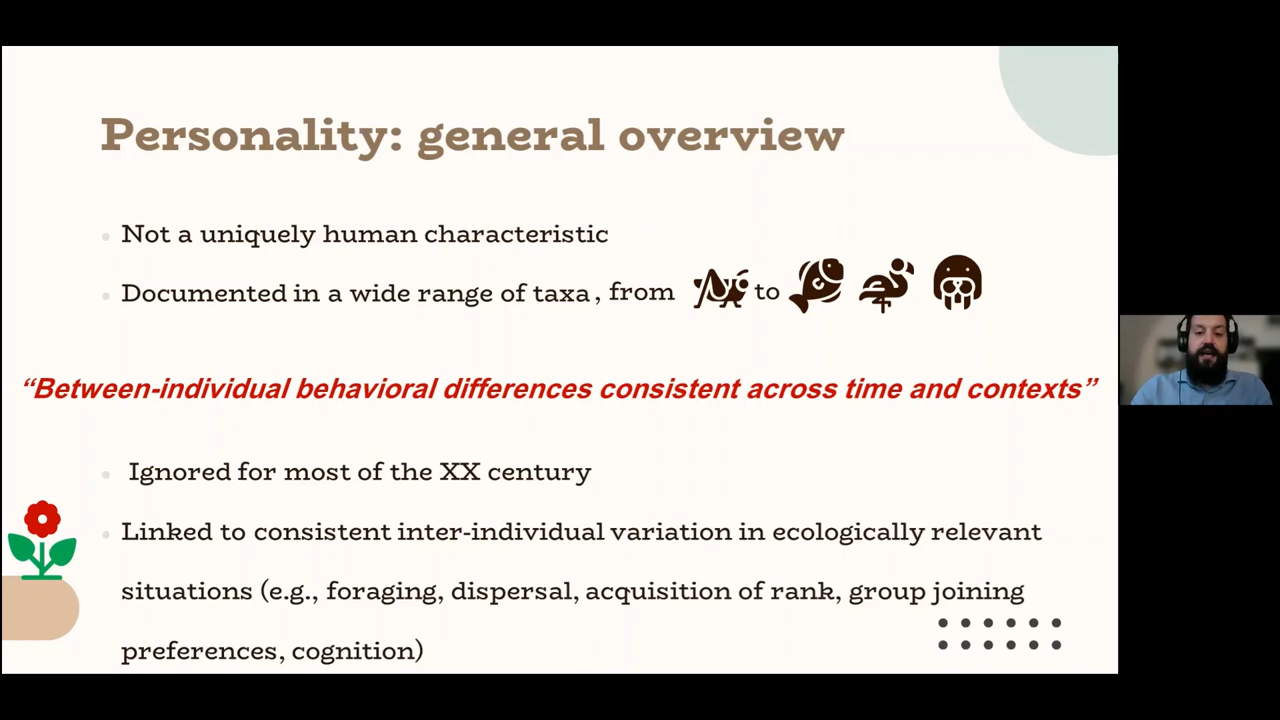 Personality: general overview
Not a uniquely human characteristic
Documented in a wide range of taxa, from to
“Between-individual behavioral differences consistent across time and contexts”
Ignored for most of the XX century
Linked to consistent inter-individual variation in ecologically relevant
situations (e.g., foraging, dispersal, acquisition of rank, group joining
preferences, cognition)